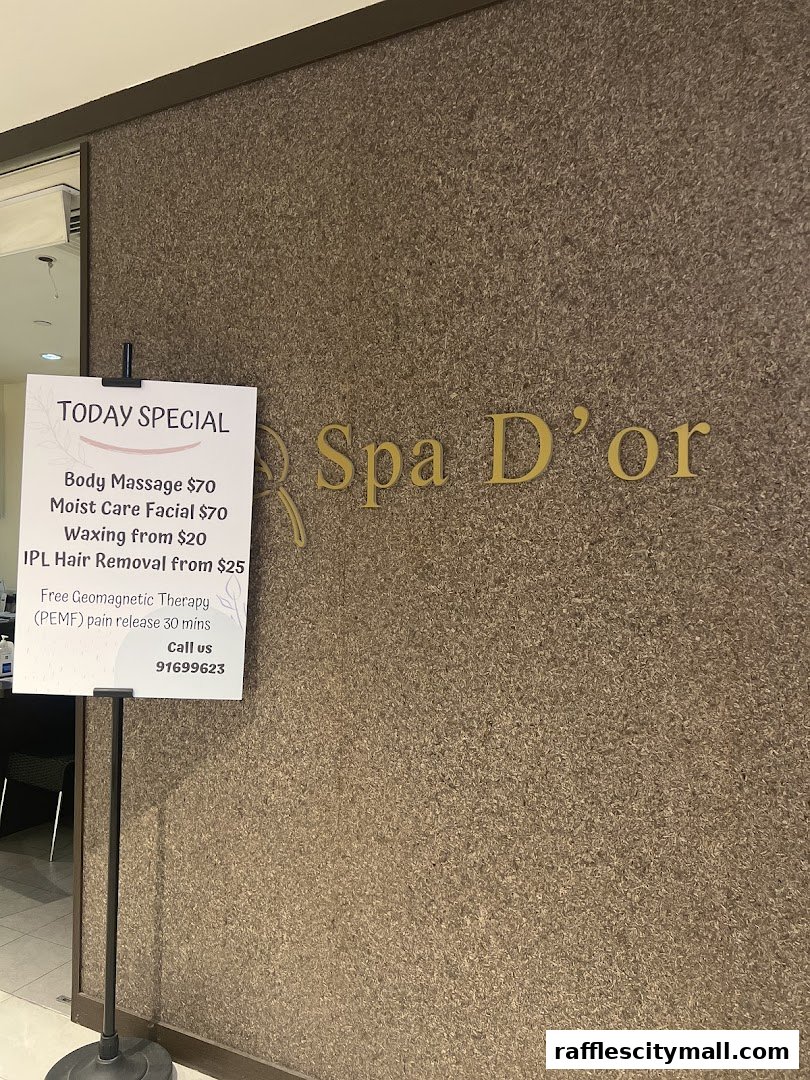 TODAY SPECIAL
Body Massage $70
Moist Care Facial $70
Waxing from $20
IPL Hair Removal from $25
Free Geomagnetic Therapy
(PEMF) pain release 30 mins
Call us
91699623
Spa D'or
rafflescitymall.com